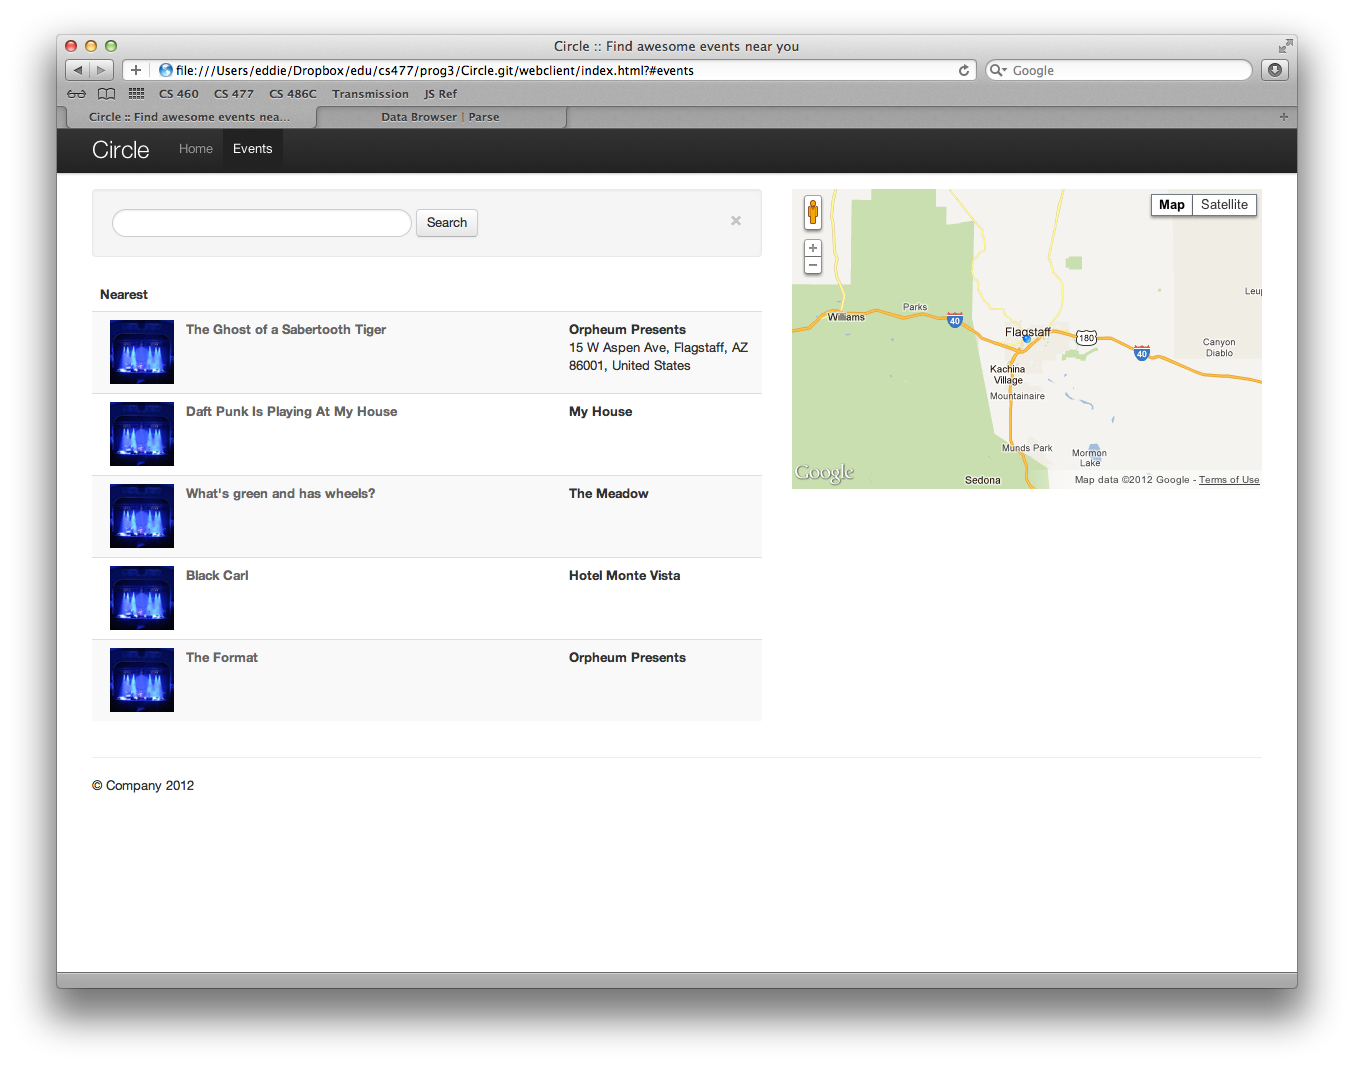 Circle :: Find awesome events near you
file:///Users/eddie/Dropbox/edu/cs477/prog3/Circle.git/webclient/index.html?#events
Google
CS 460 CS 477 CS 486C Transmission JS Ref
Circle :: Find awesome events nea...
Data Browser | Parse
Circle Home Events
Search
Nearest
The Ghost of a Sabertooth Tiger
Orpheum Presents
15 W Aspen Ave, Flagstaff, AZ
86001, United States
Daft Punk Is Playing At My House
My House
What's green and has wheels?
The Meadow
Black Carl
Hotel Monte Vista
The Format
Orpheum Presents
Map Satellite
Leup
Parks
Williams
40
Flagstaff
180
40
Canyon
Diablo
Kachina
Village
Mountainaire
Munds Park
Mormon
Lake
Google
Sedona
Map data ©2012 Google - Terms of Use
© Company 2012